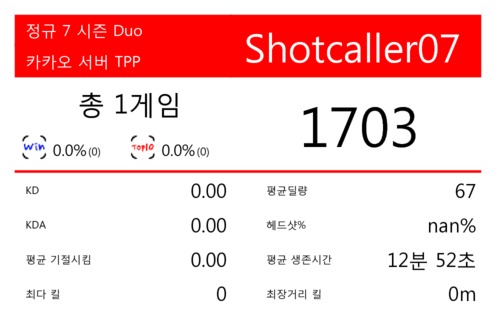 정규 7 시즌 Duo
카카오 서버 TPP
Shotcaller07
총 1게임
Win 0.0% (0)
Top10 0.0% (0)
1703
KD 0.00
평균딜량 67
KDA 0.00
헤드샷% nan%
평균 기절시킴 0.00
평균 생존시간 12분 52초
최다 킬 0
최장거리 킬 0m